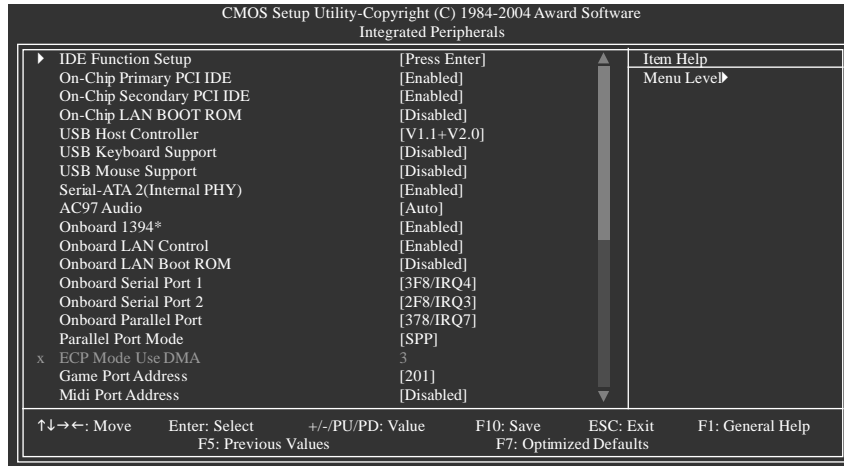 CMOS Setup Utility-Copyright (C) 1984-2004 Award Software
Integrated Peripherals
IDE Function Setup [Press Enter]
On-Chip Primary PCI IDE [Enabled]
On-Chip Secondary PCI IDE [Enabled]
On-Chip LAN BOOT ROM [Disabled]
USB Host Controller [V1.1+V2.0]
USB Keyboard Support [Disabled]
USB Mouse Support [Disabled]
Serial-ATA 2(Internal PHY) [Enabled]
AC97 Audio [Auto]
Onboard 1394* [Enabled]
Onboard LAN Control [Enabled]
Onboard LAN Boot ROM [Disabled]
Onboard Serial Port 1 [3F8/IRQ4]
Onboard Serial Port 2 [2F8/IRQ3]
Onboard Parallel Port [378/IRQ7]
Parallel Port Mode [SPP]
x ECP Mode Use DMA 3
Game Port Address [201]
Midi Port Address [Disabled]
Item Help
Menu Level
↑↓→←: Move Enter: Select +/-/PU/PD: Value F10: Save ESC: Exit F1: General Help
F5: Previous Values F7: Optimized Defaults